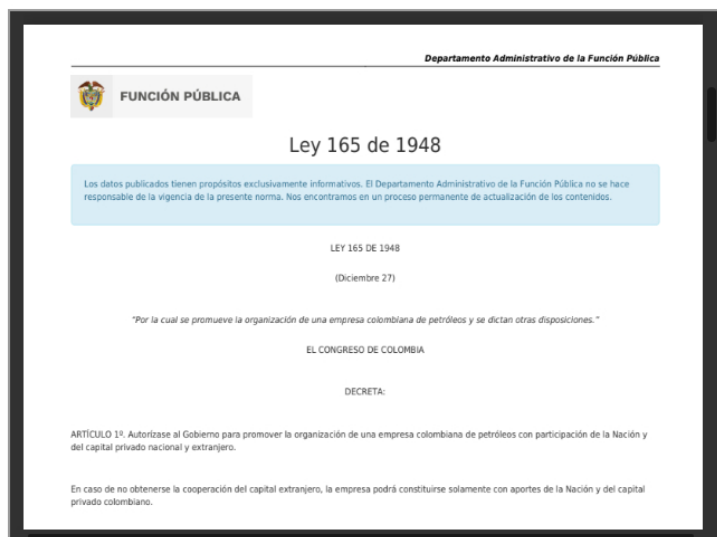 Departamento Administrativo de la Función Pública
FUNCIÓN PÚBLICA
Ley 165 de 1948
Los datos publicados tienen propósitos exclusivamente informativos. El Departamento Administrativo de la Función Pública no se hace
responsable de la vigencia de la presente norma. Nos encontramos en un proceso permanente de actualización de los contenidos.
LEY 165 DE 1948
(Diciembre 27)
"Por la cual se promueve la organización de una empresa colombiana de petróleos y se dictan otras disposiciones."
EL CONGRESO DE COLOMBIA
DECRETA:
ARTÍCULO 1º. Autorízase al Gobierno para promover la organización de una empresa colombiana de petróleos con participación de la Nación y
del capital privado nacional y extranjero.
En caso de no obtenerse la cooperación del capital extranjero, la empresa podrá constituirse solamente con aportes de la Nación y del capital
privado colombiano.